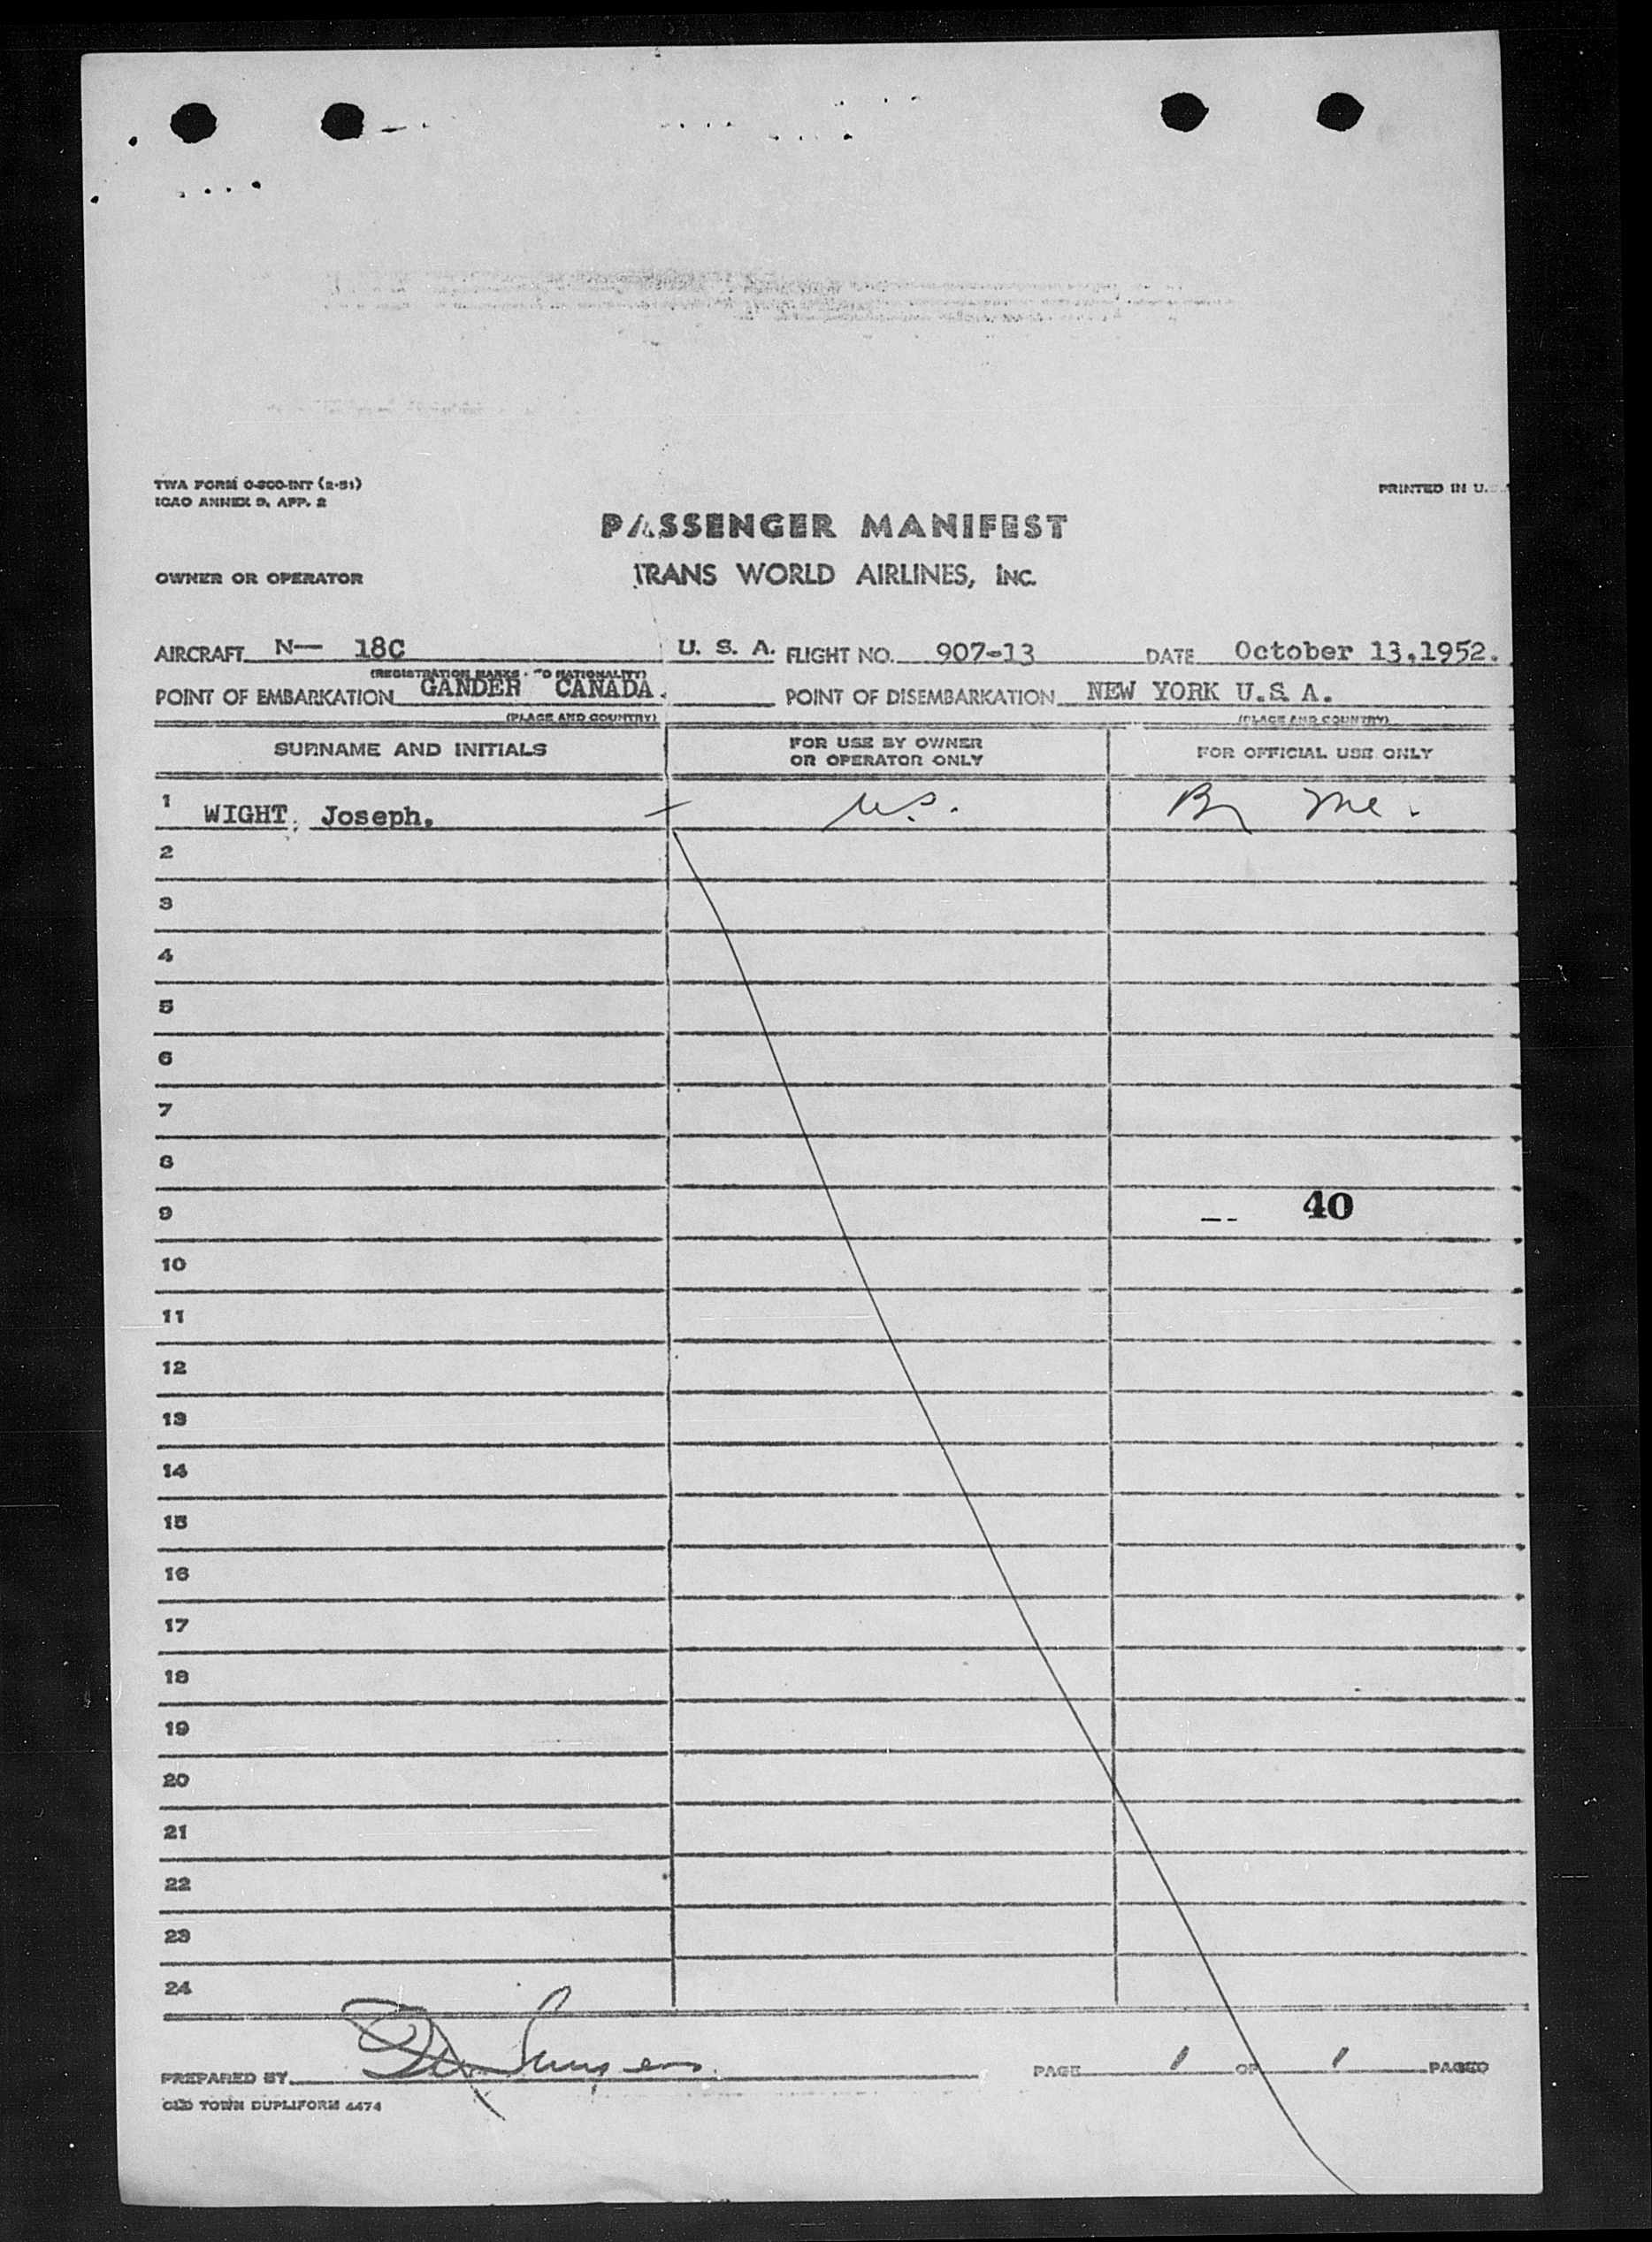 TWA FORM O-800-INT (2-51)
ICAO ANNEX 9, APP. 2
PRINTED IN U.
PASSENGER MANIFEST
OWNER OR OPERATOR TRANS WORLD AIRLINES, INC.
AIRCRAFT N— 18C U. S. A. FLIGHT NO. 907-13 DATE October 13,1952.
(REGISTRATION MARKS NATIONALITY)
POINT OF EMBARKATION GANDER CANADA. POINT OF DISEMBARKATION NEW YORK U.S. A.
(PLACE AND COUNTRY) (PLACE AND COUNTRY)
SURNAME AND INITIALS FOR USE BY OWNER OR OPERATOR ONLY FOR OFFICIAL USE ONLY
1 WIGHT, Joseph. U.S. By me.
2
3
4
5
6
7
8
9 -- 40
10
11
12
13
14
15
16
17
18
19
20
21
22
23
24
PREPARED BY PAGE 1 OF 1 PAGES
OLD TOWN DUPLIFORM 4474